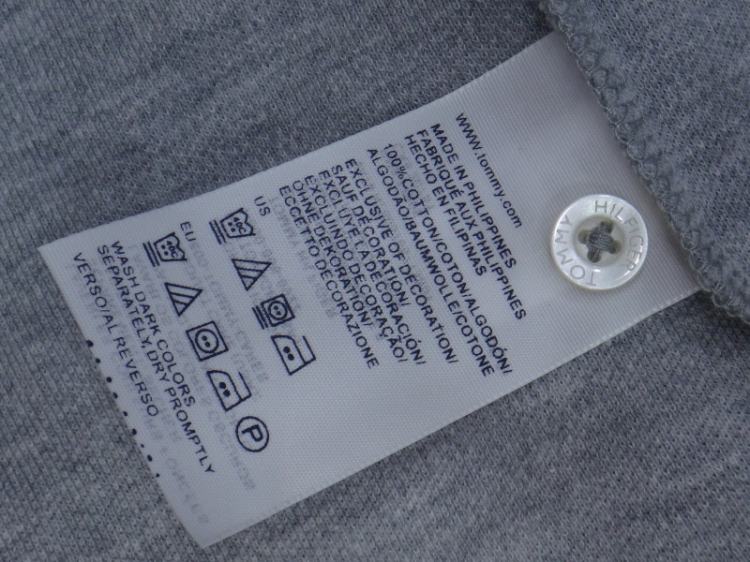 www.tommy.com
MADE IN PHILIPPINES
FABRIQUÉ AUX PHILIPPINES
HECHO EN FILIPINAS
100%COTTON/COTON/ALGODÓN/
ALGODÃO/BAUMWOLLE/COTONE
EXCLUSIVE OF DECORATION/
SAUF DÉCORATION/
EXCLUYE LA DECORACIÓN/
EXCLUINDO DECORAÇÃO/
OHNE DEKORATION/
ECCETTO DECORAZIONE
US
EU
P
WASH DARK COLORS
SEPARATELY, DRY PROMPTLY
VERSO/AL REVERSO
TOMMY HILFIGER